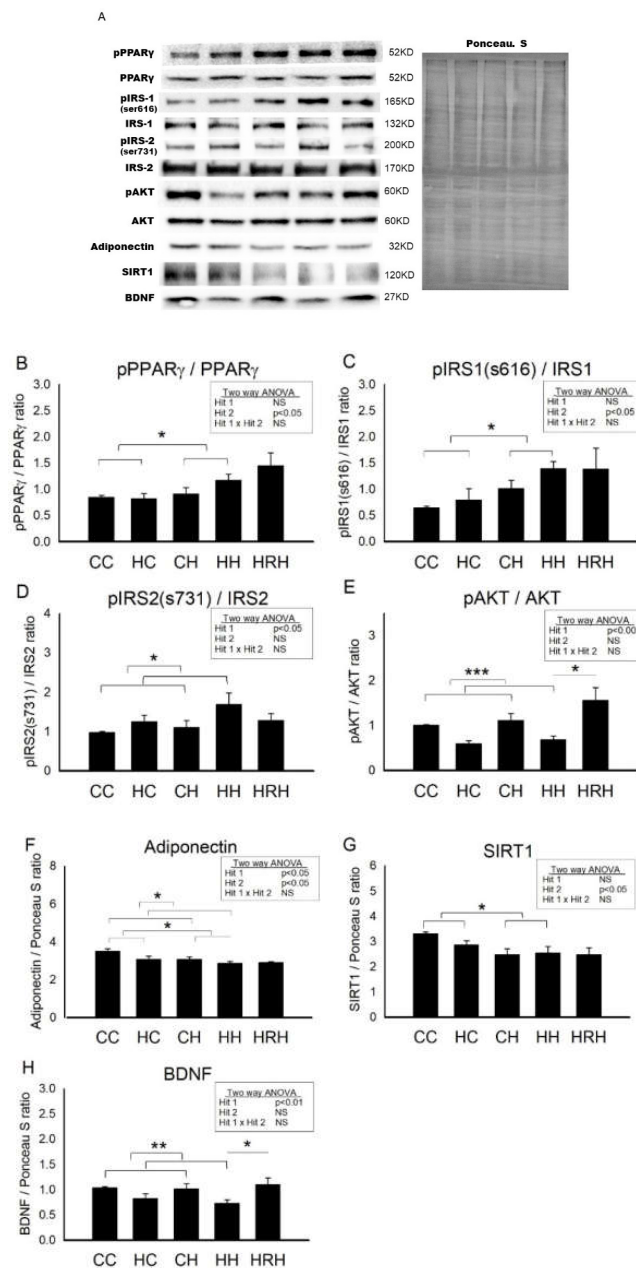 A
Ponceau. S
pPPARγ 52KD
PPARγ 52KD
pIRS-1
(ser616) 165KD
IRS-1 132KD
pIRS-2
(ser731) 200KD
IRS-2 170KD
pAKT 60KD
AKT 60KD
Adiponectin 32KD
SIRT1 120KD
BDNF 27KD
B
pPPARγ / PPARγ
pPPARγ / PPARγ ratio
3.0
2.5
2.0
1.5
1.0
0.5
0.0
Two way ANOVA
Hit 1 NS
Hit 2 p<0.05
Hit 1 x Hit 2 NS
*
CC HC CH HH HRH
C
pIRS1(s616) / IRS1
pIRS1(s616) / IRS1 ratio
3.0
2.5
2.0
1.5
1.0
0.5
0.0
Two way ANOVA
Hit 1 NS
Hit 2 p<0.05
Hit 1 x Hit 2 NS
*
CC HC CH HH HRH
D
pIRS2(s731) / IRS2
pIRS2(s731) / IRS2 ratio
4
3
2
1
0
Two way ANOVA
Hit 1 p<0.05
Hit 2 NS
Hit 1 x Hit 2 NS
*
CC HC CH HH HRH
E
pAKT / AKT
pAKT / AKT ratio
3
2
1
0
Two way ANOVA
Hit 1 p<0.00
Hit 2 NS
Hit 1 x Hit 2 NS
***
*
CC HC CH HH HRH
F
Adiponectin
Adiponectin / Ponceau S ratio
6
5
4
3
2
1
0
Two way ANOVA
Hit 1 p<0.05
Hit 2 p<0.05
Hit 1 x Hit 2 NS
*
*
CC HC CH HH HRH
G
SIRT1
SIRT1 / Ponceau S ratio
6
5
4
3
2
1
0
Two way ANOVA
Hit 1 NS
Hit 2 p<0.05
Hit 1 x Hit 2 NS
*
CC HC CH HH HRH
H
BDNF
BDNF / Ponceau S ratio
3.0
2.5
2.0
1.5
1.0
0.5
0.0
Two way ANOVA
Hit 1 p<0.01
Hit 2 NS
Hit 1 x Hit 2 NS
**
*
CC HC CH HH HRH